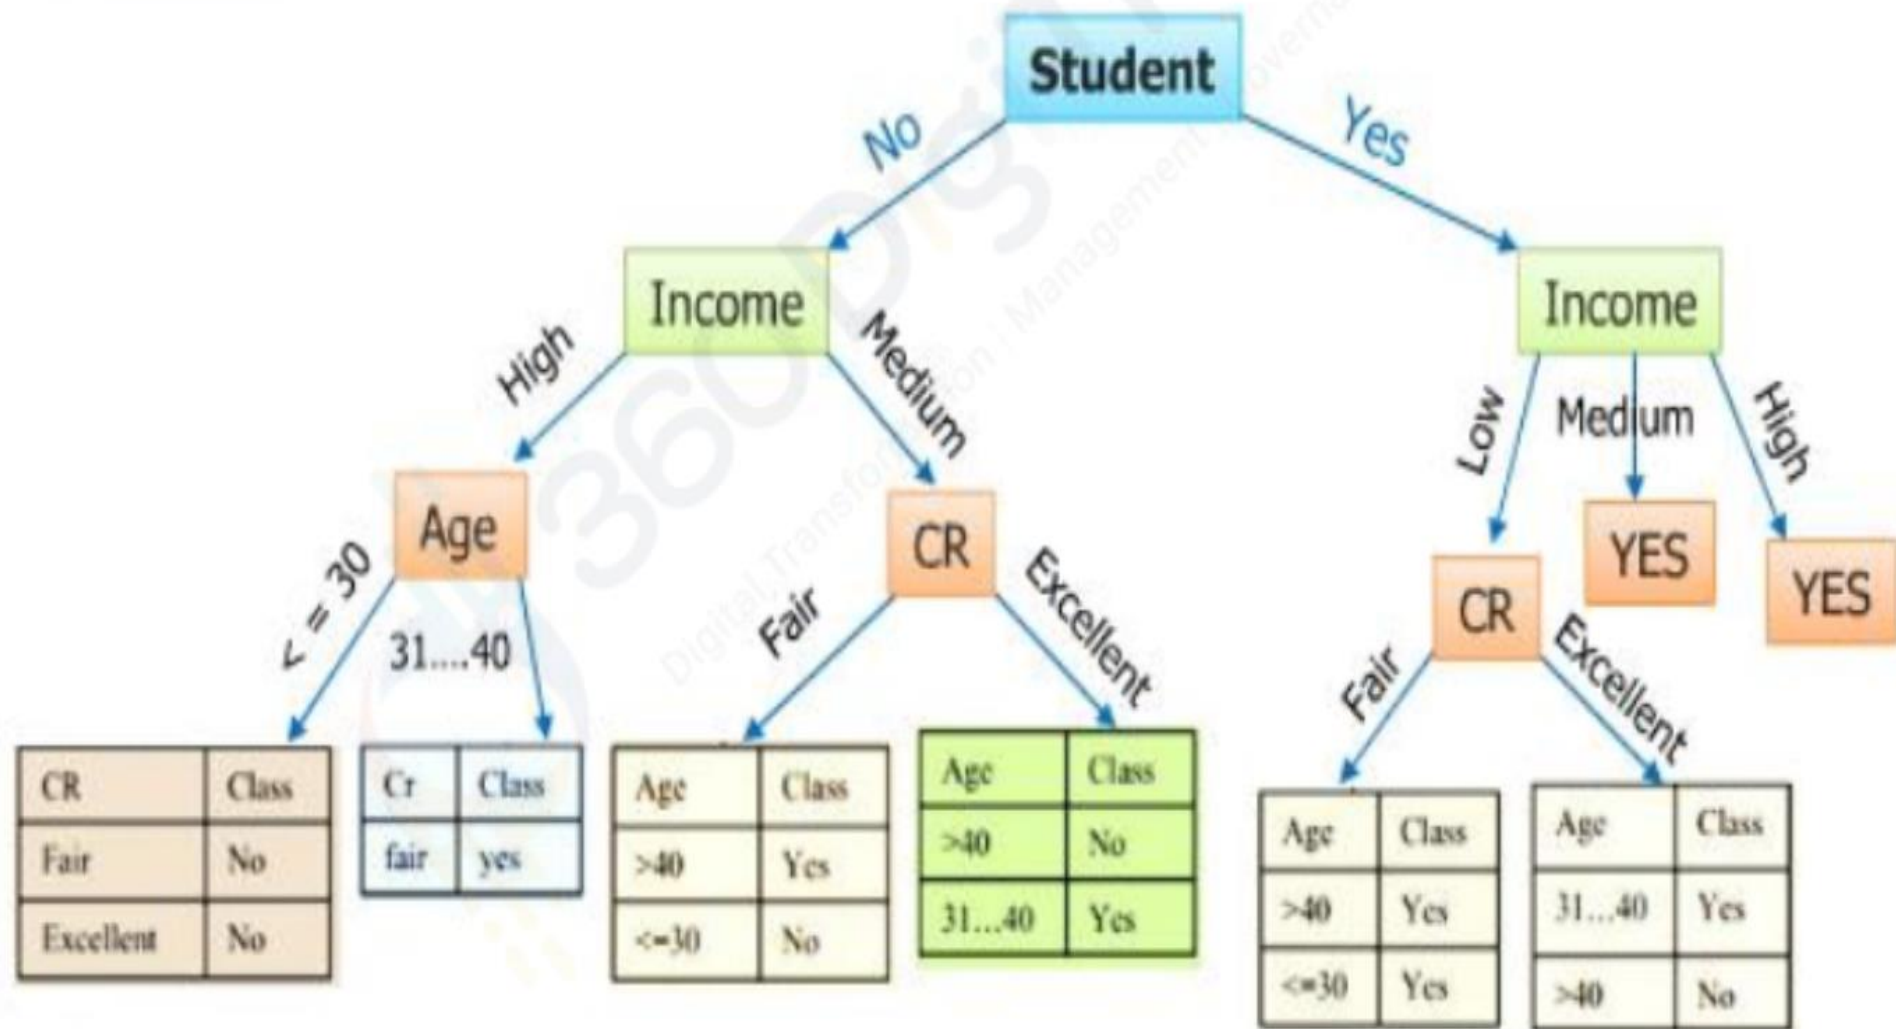 Student
No
Yes
Income
Income
High
Medium
Low
Medium
High
Age
CR
YES
YES
CR
< = 30
31....40
Fair
Excellent
Fair
Excellent
CR Class
Fair No
Excellent No
Cr Class
fair yes
Age Class
>40 Yes
<=30 No
Age Class
>40 No
31...40 Yes
Age Class
>40 Yes
<=30 Yes
Age Class
31...40 Yes
>40 No